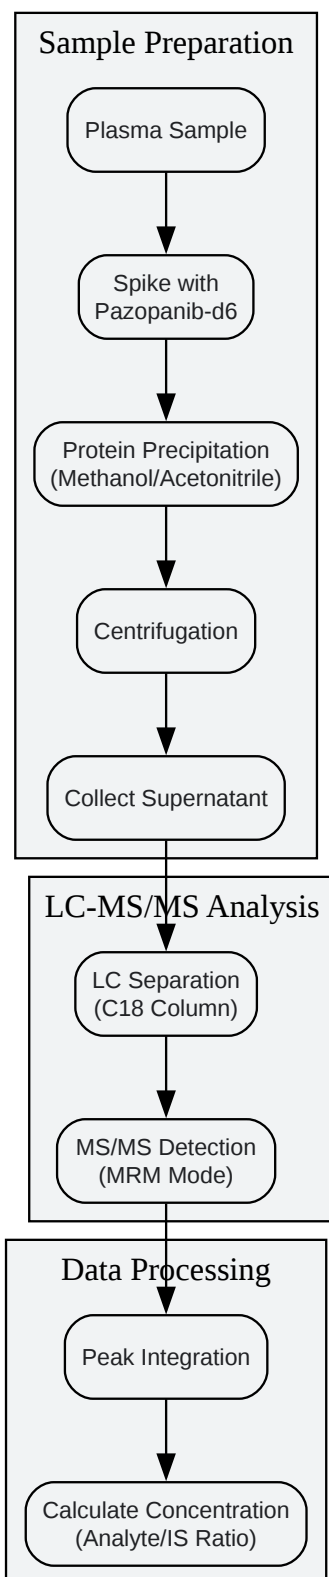 Sample Preparation
Plasma Sample
Spike with
Pazopanib-d6
Protein Precipitation
(Methanol/Acetonitrile)
Centrifugation
Collect Supernatant
LC-MS/MS Analysis
LC Separation
(C18 Column)
MS/MS Detection
(MRM Mode)
Data Processing
Peak Integration
Calculate Concentration
(Analyte/IS Ratio)